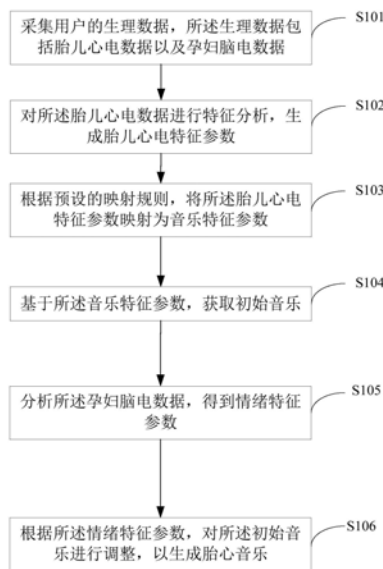 采集用户的生理数据，所述生理数据包
括胎儿心电数据以及孕妇脑电数据
S101
对所述胎儿心电数据进行特征分析，生
成胎儿心电特征参数
S102
根据预设的映射规则，将所述胎儿心电
特征参数映射为音乐特征参数
S103
基于所述音乐特征参数，获取初始音乐
S104
分析所述孕妇脑电数据，得到情绪特征
参数
S105
根据所述情绪特征参数，对所述初始音
乐进行调整，以生成胎心音乐
S106